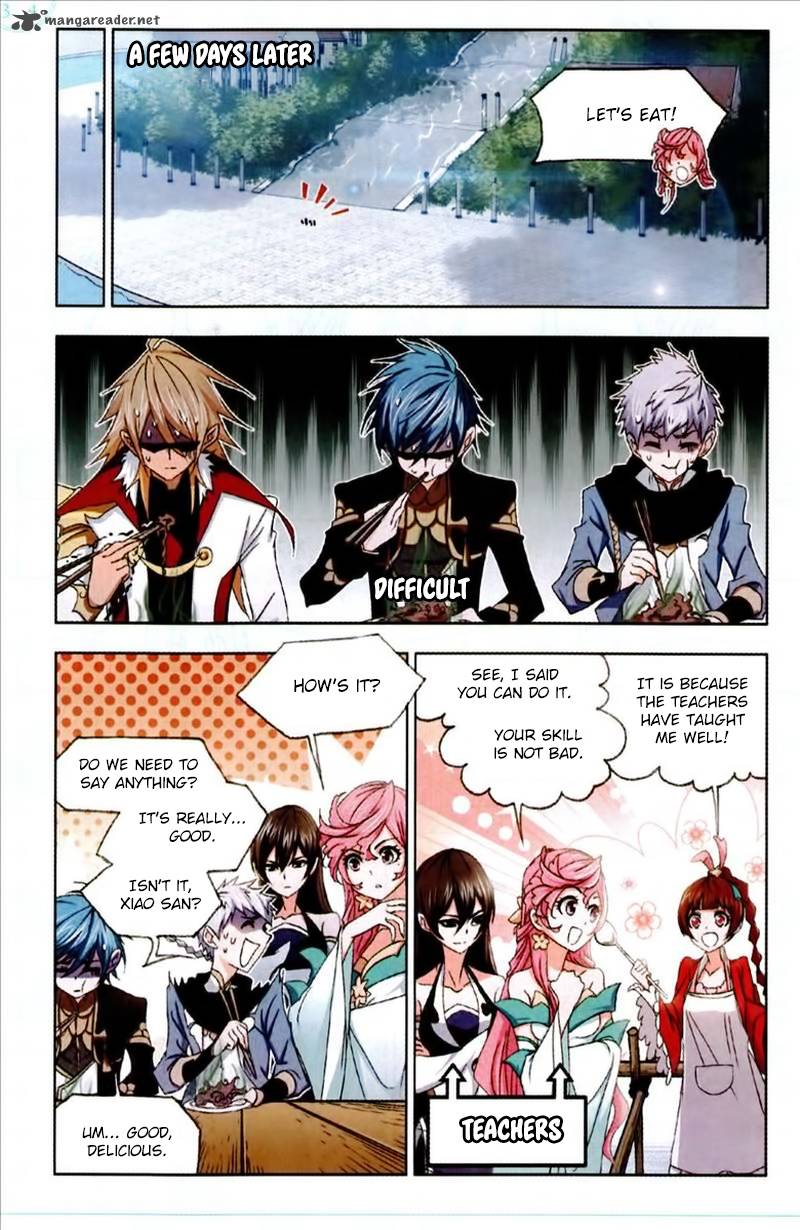 mangareader.net
A FEW DAYS LATER
LET'S EAT!
DIFFICULT
HOW'S IT?
DO WE NEED TO
SAY ANYTHING?
IT'S REALLY...
GOOD.
ISN'T IT,
XIAO SAN?
UM... GOOD,
DELICIOUS.
SEE, I SAID
YOU CAN DO IT.
YOUR SKILL
IS NOT BAD.
IT IS BECAUSE
THE TEACHERS
HAVE TAUGHT
ME WELL!
TEACHERS